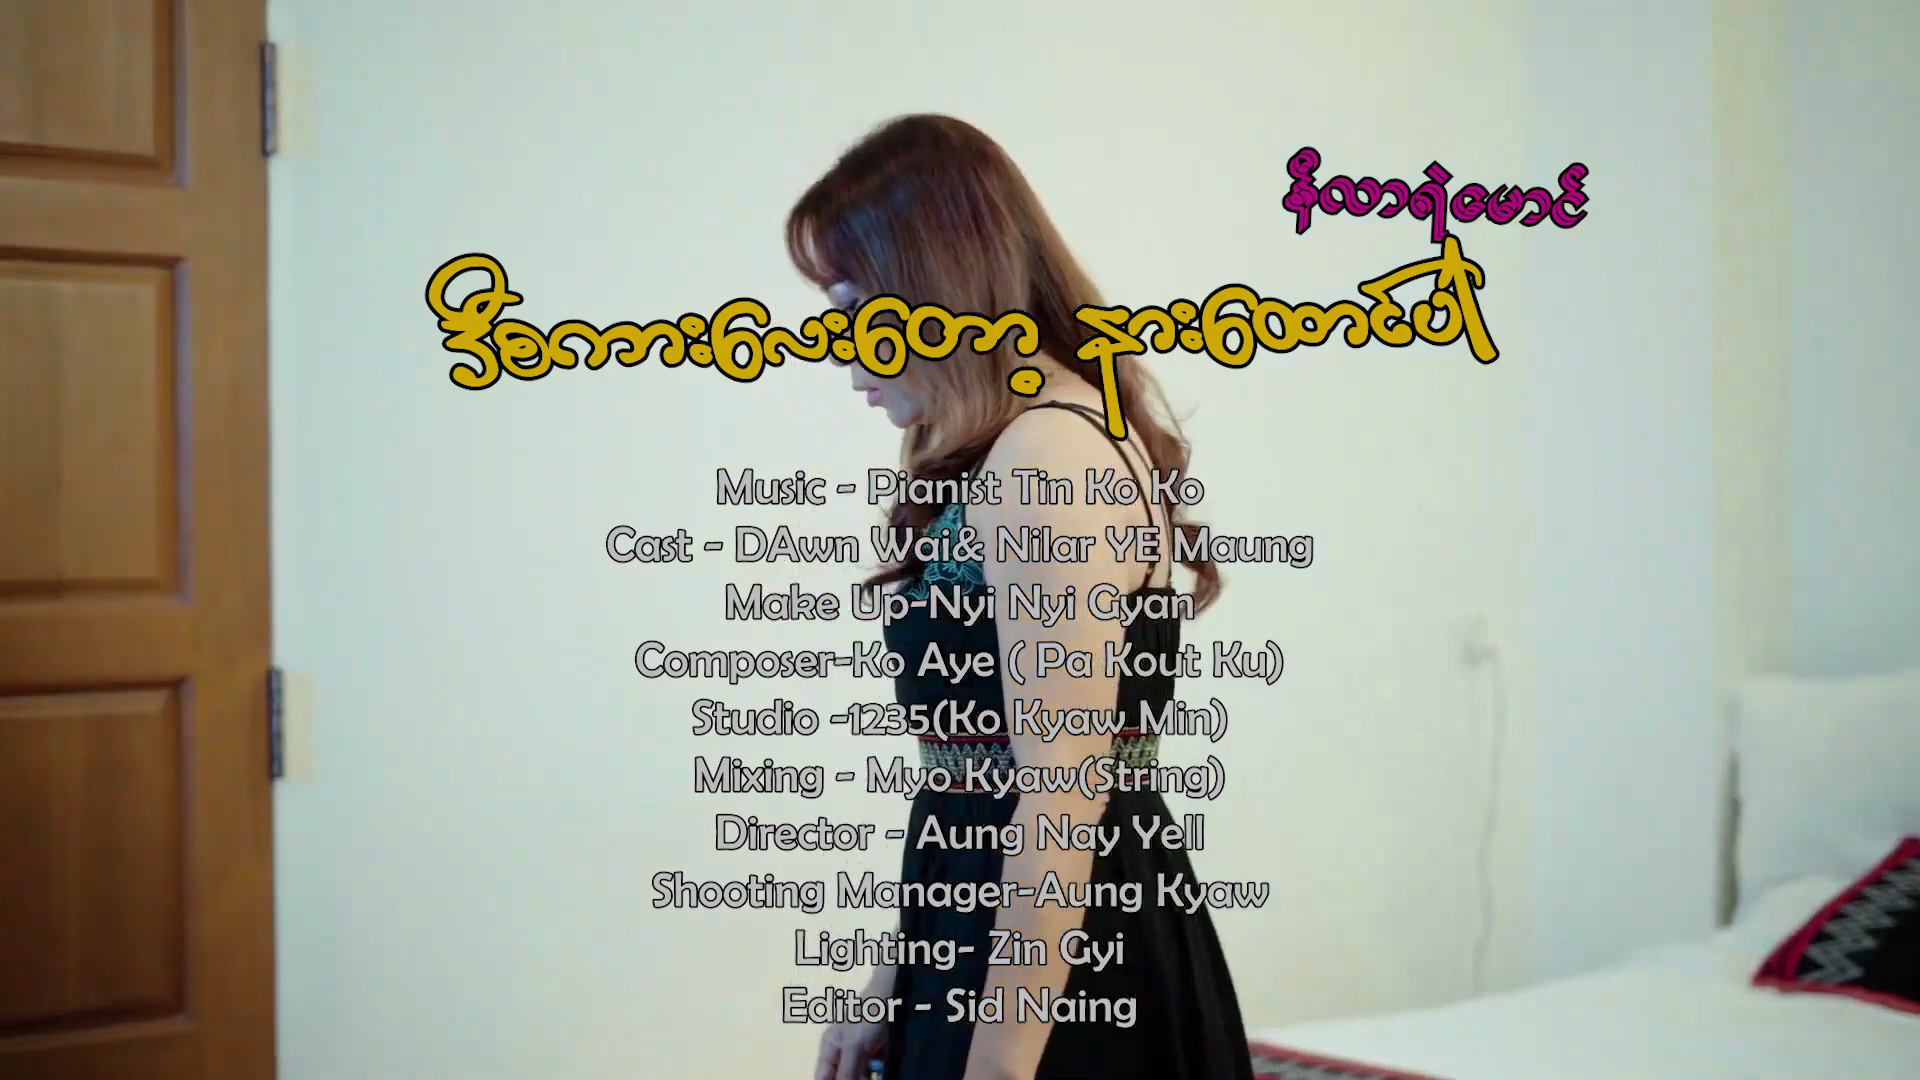 နီလာရဲမောင်
ဒီစကားလေးတော့ နားထောင်ပါ
Music - Pianist Tin Ko Ko
Cast - DAwn Wai& Nilar YE Maung
Make Up-Nyi Nyi Gyan
Composer-Ko Aye ( Pa Kout Ku)
Studio -1235(Ko Kyaw Min)
Mixing - Myo Kyaw(String)
Director - Aung Nay Yell
Shooting Manager-Aung Kyaw
Lighting- Zin Gyi
Editor - Sid Naing